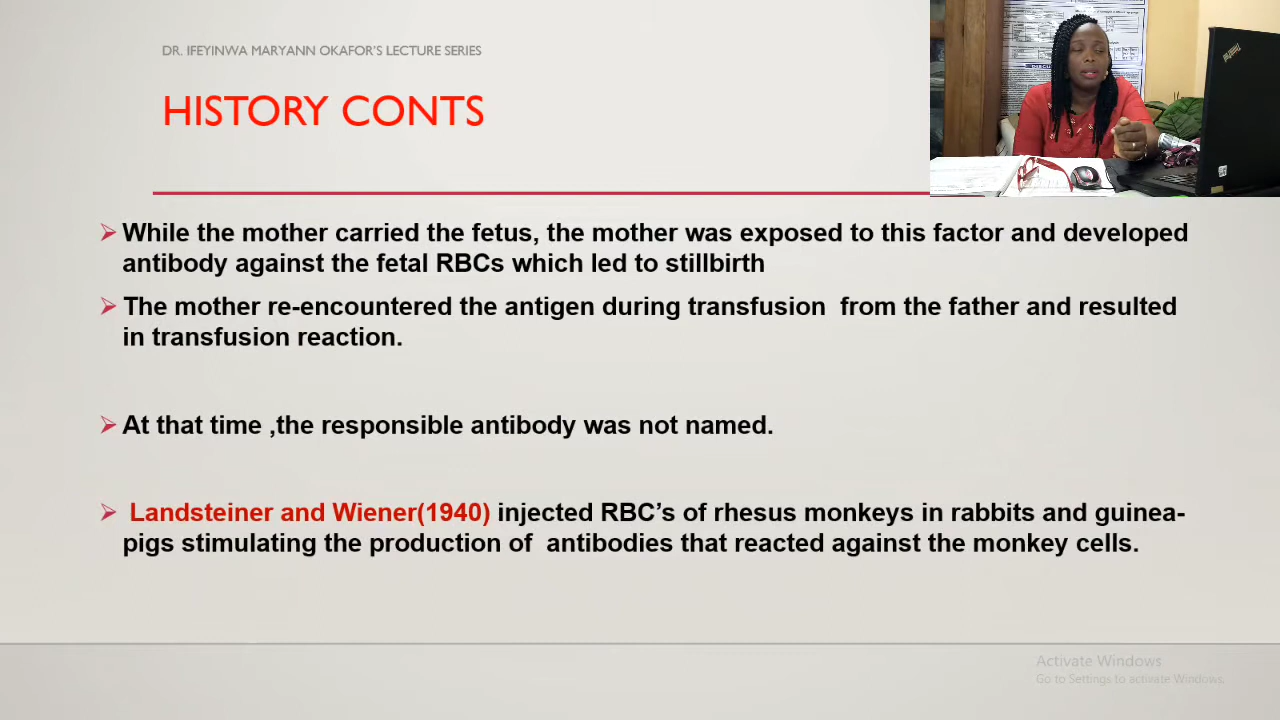 DR. IFEYINWA MARYANN OKAFOR'S LECTURE SERIES
HISTORY CONTS
While the mother carried the fetus, the mother was exposed to this factor and developed
antibody against the fetal RBCs which led to stillbirth
The mother re-encountered the antigen during transfusion from the father and resulted
in transfusion reaction.
At that time ,the responsible antibody was not named.
Landsteiner and Wiener(1940) injected RBC’s of rhesus monkeys in rabbits and guinea-
pigs stimulating the production of antibodies that reacted against the monkey cells.
Activate Windows
Go to Settings to activate Windows.